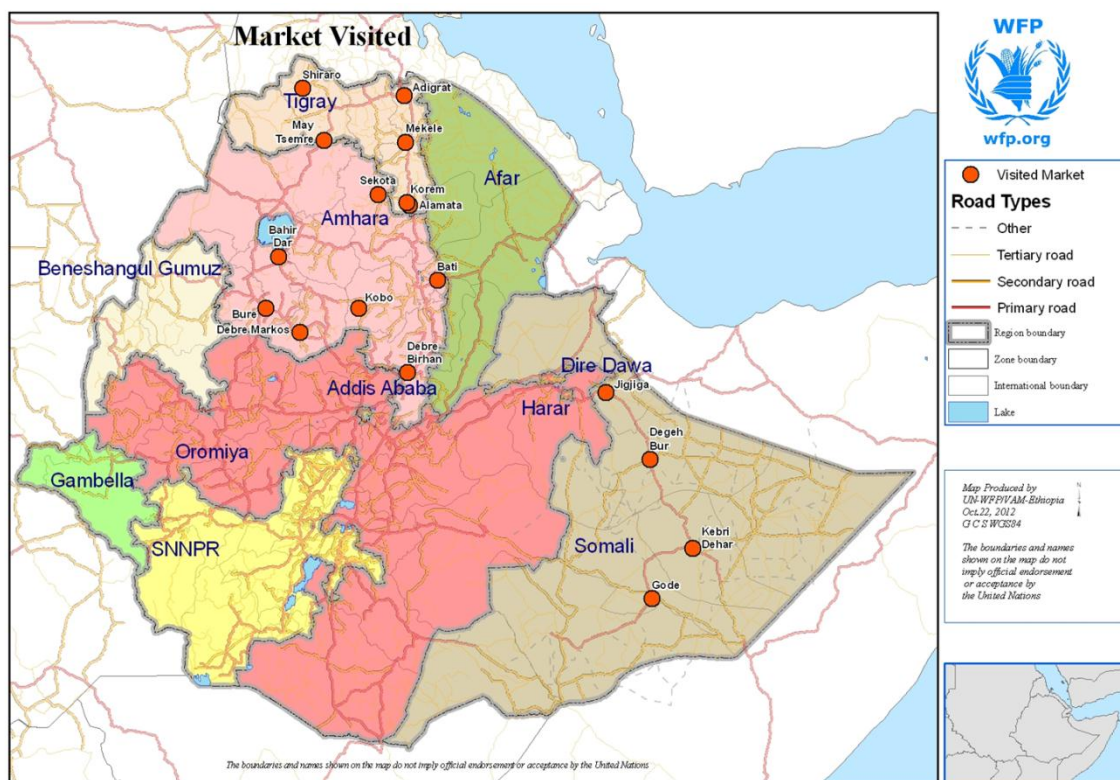 Market Visited
Shiraro
Tigray
Adigrat
May
Tsemre
Mekele
Sekota
Korem
Alamata
Afar
Amhara
Bahir
Dar
Beneshangul Gumuz
Bati
Bure
Kobo
Debre Markos
Debre
Birhan
Dire Dawa
Addis Ababa
Jigjiga
Harar
Degeh
Bur
Oromiya
Gambella
SNNPR
Somali
Kebri
Dehar
Gode
The boundaries and names shown on the map do not imply official endorsement or acceptance by the United Nations
WFP
wfp.org
Visited Market
Road Types
Other
Tertiary road
Secondary road
Primary road
Region boundary
Zone boundary
International boundary
Lake
Map Produced by
UN-WFP/VAM-Ethiopia
Oct.22, 2012
G C S WGS84
N
The boundaries and names
shown on the map do not
imply official endorsement
or acceptance by
the United Nations